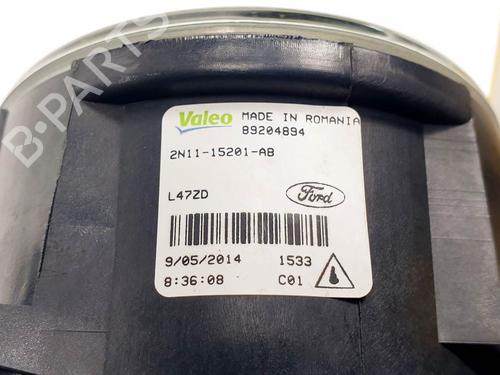 B-PARTS
Valeo MADE IN ROMANIA
89204894
2N11-15201-AB
L47ZD
Ford
9/05/2014 1533
8:36:08 C01